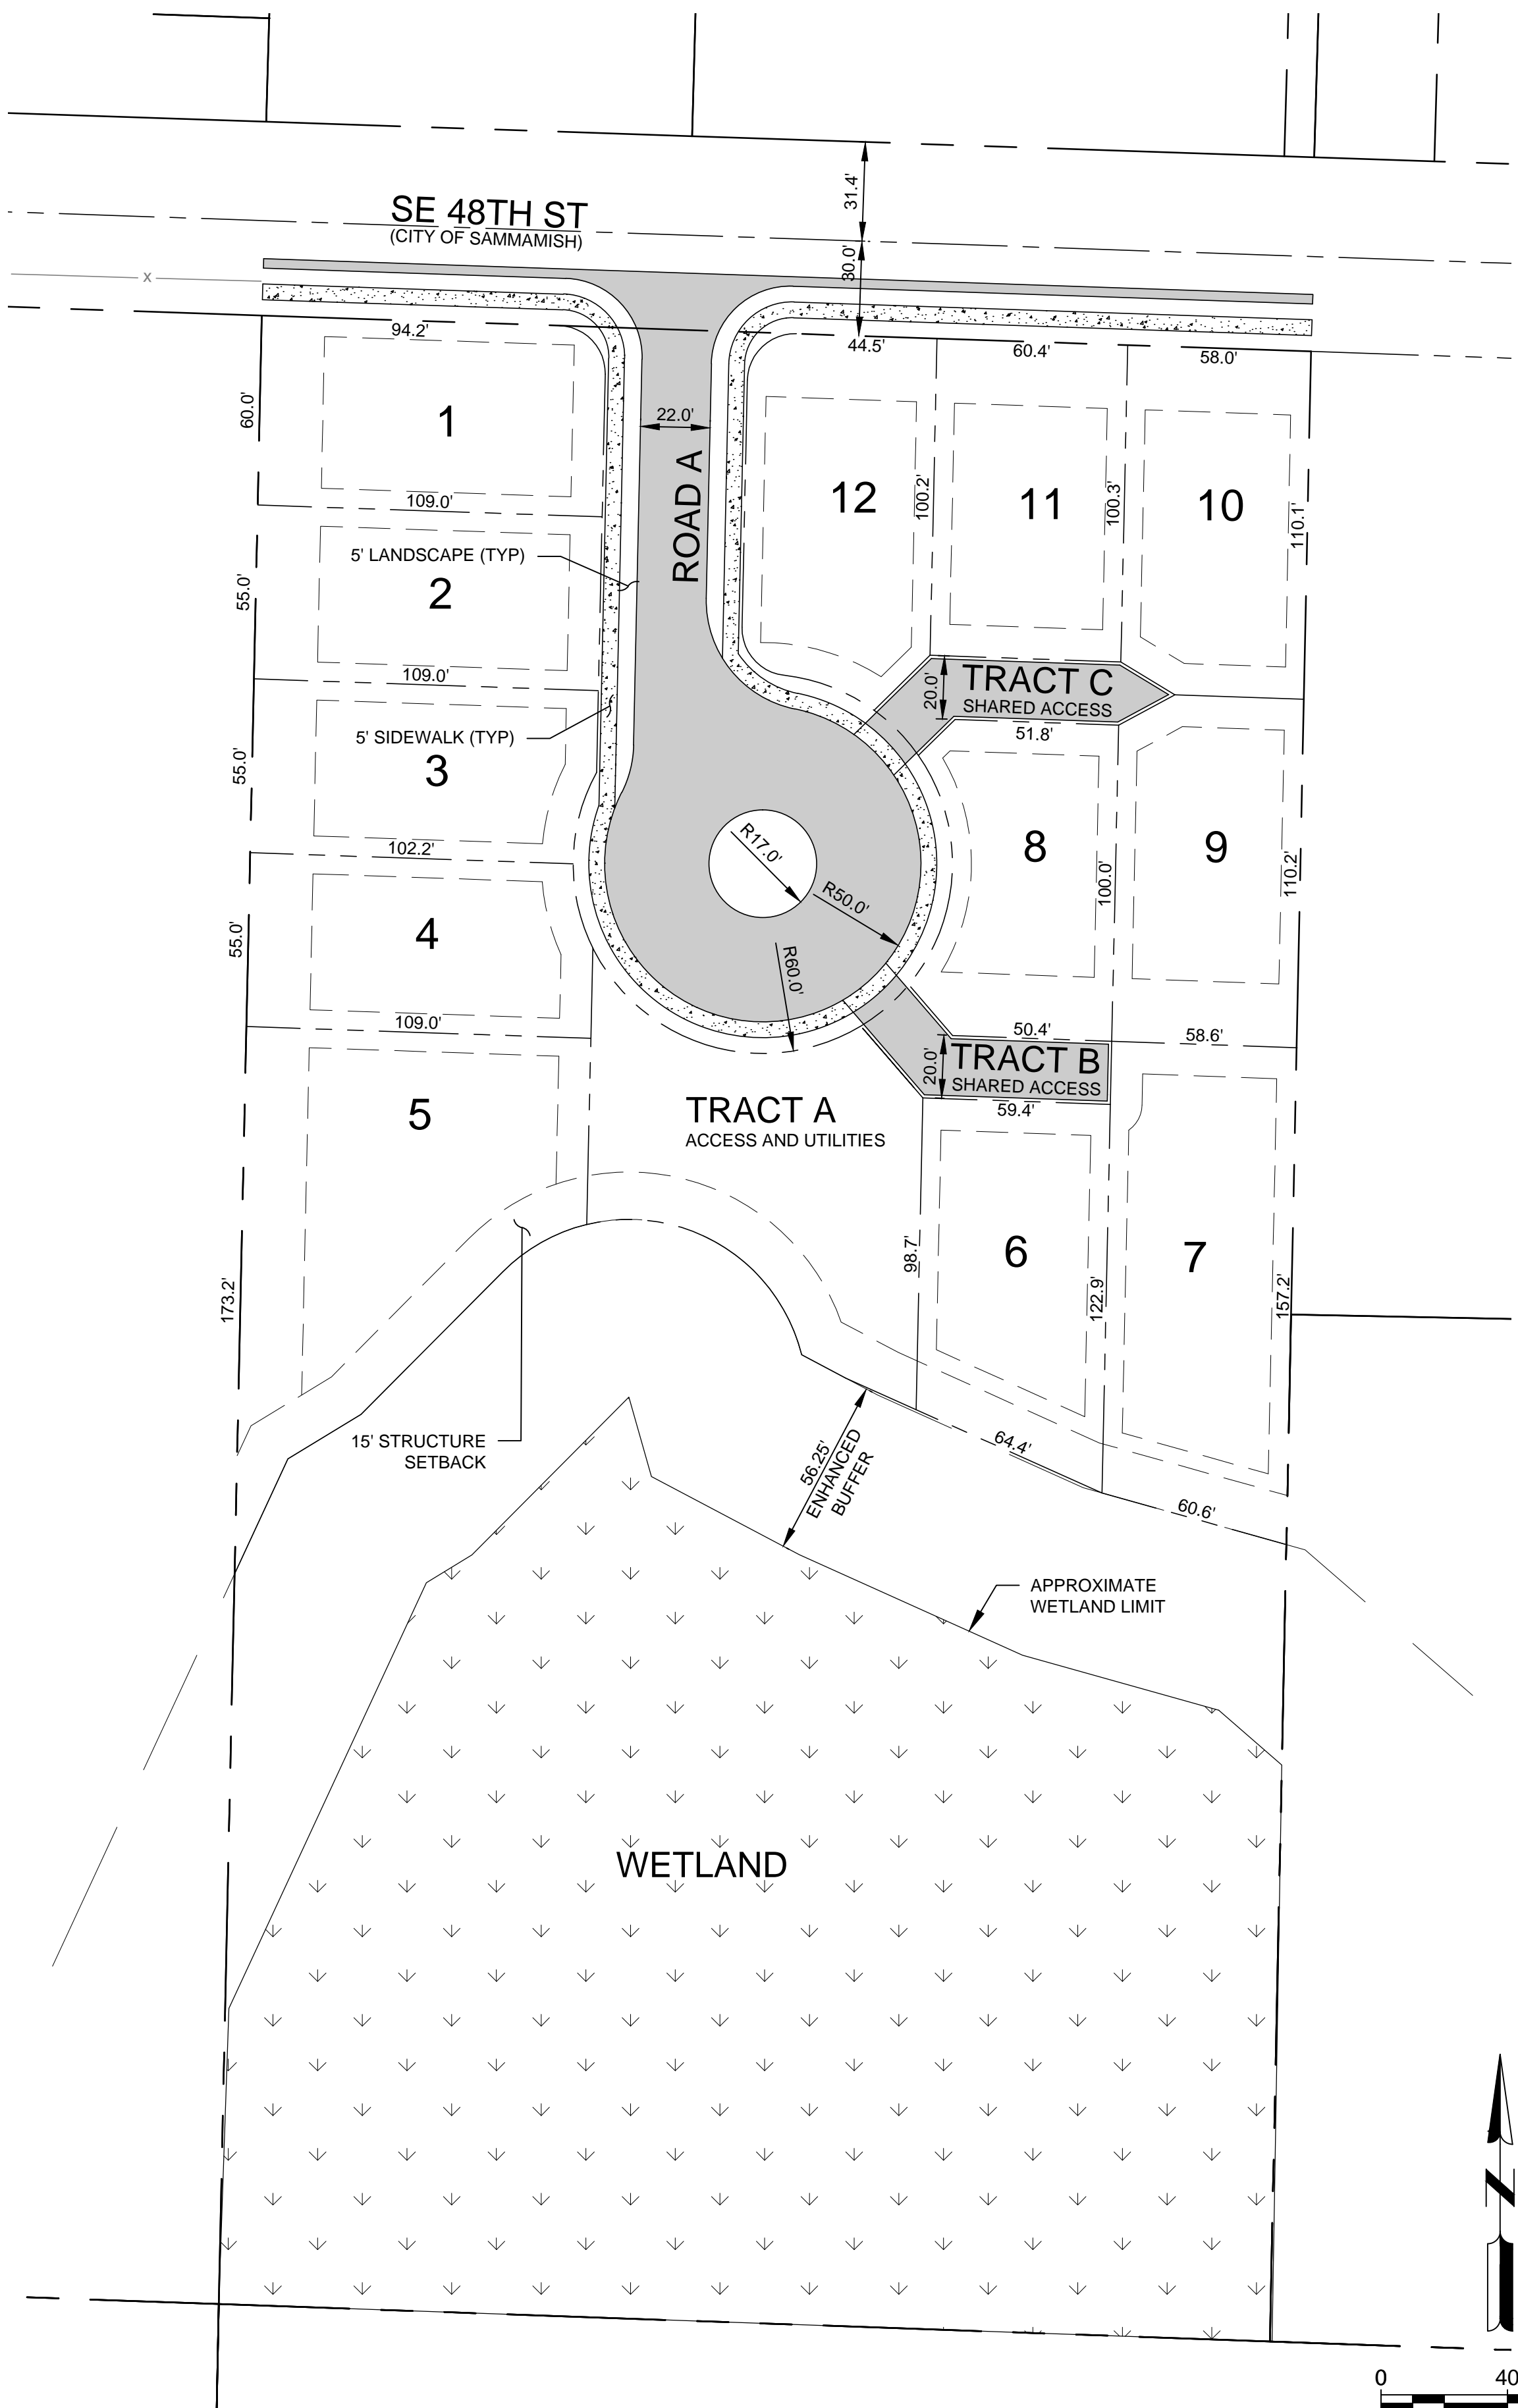 31.4'
SE 48TH ST
(CITY OF SAMMAMISH)
30.0'
x
94.2'
44.5'
60.4'
58.0'
60.0'
1
22.0'
ROAD A
12
100.2'
11
100.3'
10
110.1'
109.0'
5' LANDSCAPE (TYP)
55.0'
2
109.0'
TRACT C
SHARED ACCESS
20.0'
5' SIDEWALK (TYP)
51.8'
55.0'
3
102.2'
R17.0'
R50.0'
8
100.0'
9
110.2'
4
55.0'
R60.0'
109.0'
50.4'
58.6'
TRACT B
SHARED ACCESS
20.0'
59.4'
5
TRACT A
ACCESS AND UTILITIES
6
7
98.7'
122.9'
157.2'
173.2'
15' STRUCTURE
SETBACK
56.25'
ENHANCED
BUFFER
64.4'
60.6'
APPROXIMATE
WETLAND LIMIT
WETLAND
N
0
40